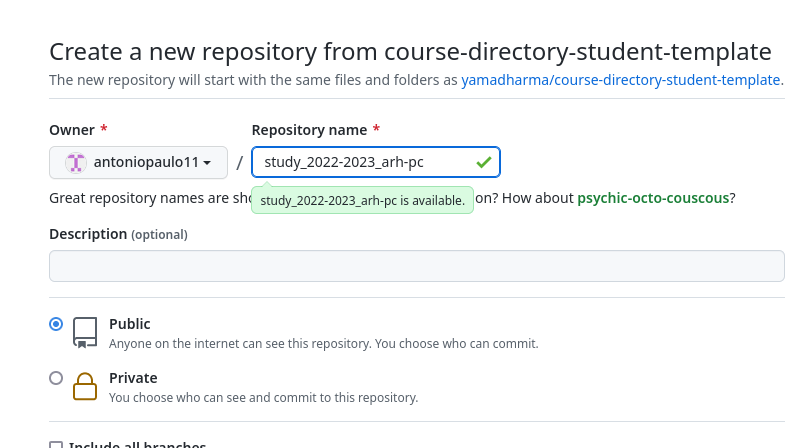 Create a new repository from course-directory-student-template
The new repository will start with the same files and folders as yamadharma/course-directory-student-template.
Owner *
Repository name *
antoniopaulo11
/
study_2022-2023_arh-pc
Great repository names are on? How about psychic-octo-couscous?
study_2022-2023_arh-pc is available.
Description (optional)
Public
Anyone on the internet can see this repository. You choose who can commit.
Private
You choose who can see and commit to this repository.
Include all branches